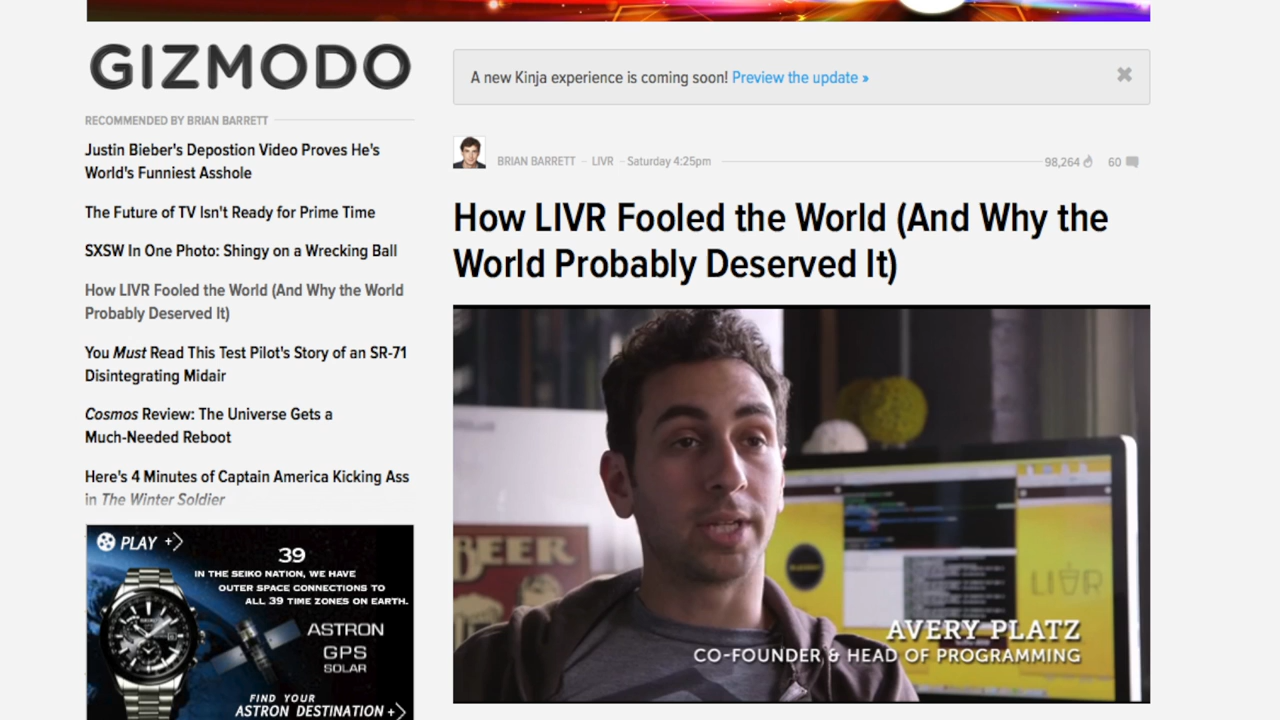 GIZMODO
RECOMMENDED BY BRIAN BARRETT
Justin Bieber's Depostion Video Proves He's
World's Funniest Asshole
The Future of TV Isn't Ready for Prime Time
SXSW In One Photo: Shingy on a Wrecking Ball
How LIVR Fooled the World (And Why the World
Probably Deserved It)
You Must Read This Test Pilot's Story of an SR-71
Disintegrating Midair
Cosmos Review: The Universe Gets a
Much-Needed Reboot
Here's 4 Minutes of Captain America Kicking Ass
in The Winter Soldier
PLAY +
39
IN THE SEIKO NATION, WE HAVE
OUTER SPACE CONNECTIONS TO
ALL 39 TIME ZONES ON EARTH.
ASTRON
GPS
SOLAR
FIND YOUR
ASTRON DESTINATION +
A new Kinja experience is coming soon! Preview the update »
BRIAN BARRETT – LIVR – Saturday 4:25pm
98,264 60
How LIVR Fooled the World (And Why the
World Probably Deserved It)
BEER
LIVR
AVERY PLATZ
CO-FOUNDER & HEAD OF PROGRAMMING